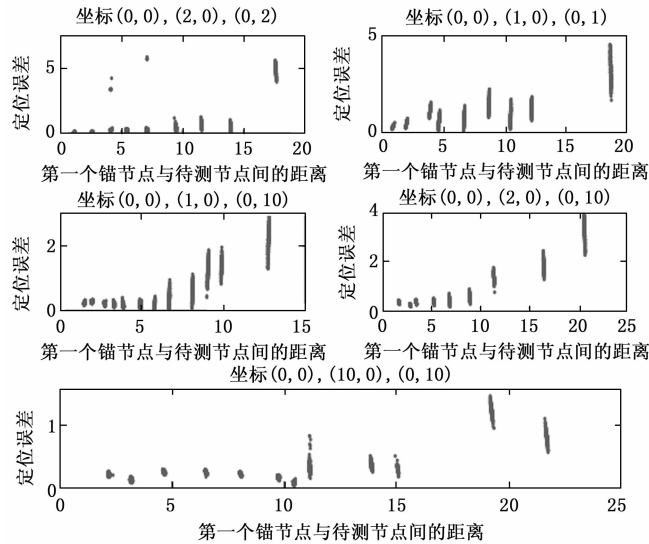 坐标(0,0),(2,0),(0,2)
定位误差
5
0
0 5 10 15 20
第一个锚节点与待测节点间的距离
坐标(0,0),(1,0),(0,1)
定位误差
5
0
0 5 10 15 20
第一个锚节点与待测节点间的距离
坐标(0,0),(1,0),(0,10)
定位误差
2
0
0 5 10 15
第一个锚节点与待测节点间的距离
坐标(0,0),(2,0),(0,10)
定位误差
4
2
0
0 5 10 15 20 25
第一个锚节点与待测节点间的距离
坐标(0,0),(10,0),(0,10)
定位误差
1
0
0 5 10 15 20 25
第一个锚节点与待测节点间的距离